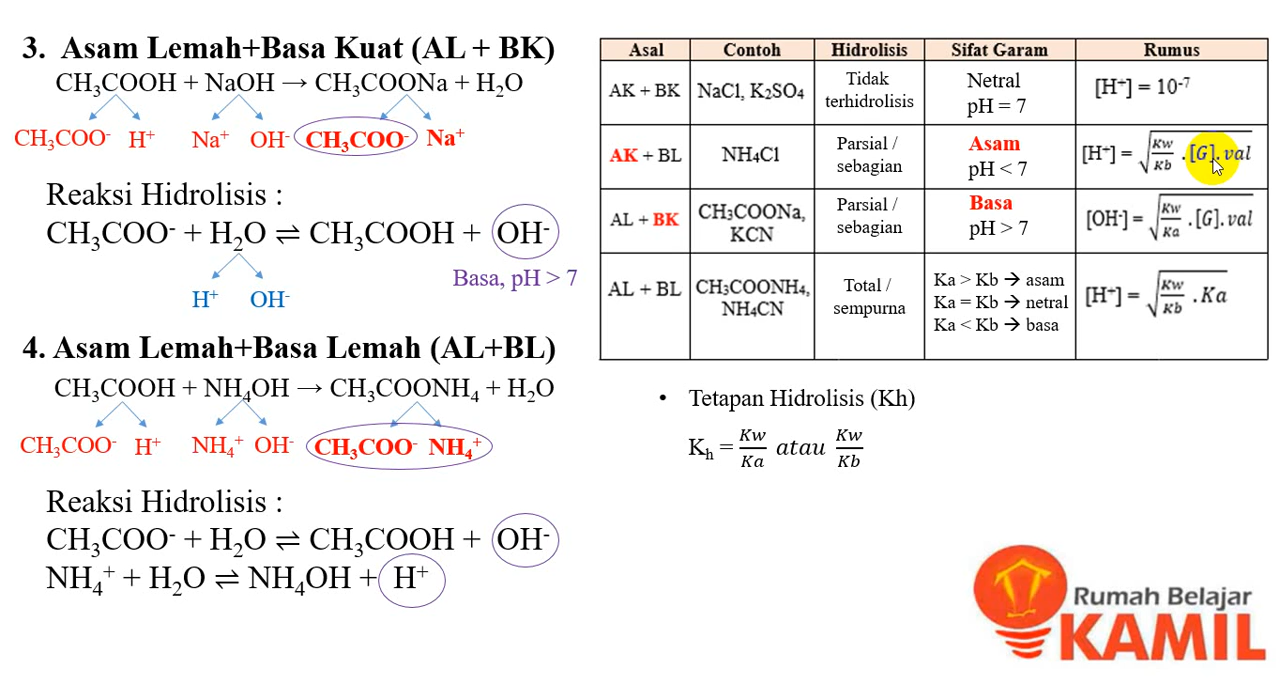 3. Asam Lemah+Basa Kuat (AL + BK)
CH₃COOH + NaOH → CH₃COONa + H₂O
CH₃COO⁻ H⁺ Na⁺ OH⁻ CH₃COO⁻ Na⁺
Reaksi Hidrolisis :
CH₃COO⁻ + H₂O ⇌ CH₃COOH + OH⁻
Basa, pH > 7
H⁺ OH⁻
4. Asam Lemah+Basa Lemah (AL+BL)
CH₃COOH + NH₄OH → CH₃COONH₄ + H₂O
CH₃COO⁻ H⁺ NH₄⁺ OH⁻ CH₃COO⁻ NH₄⁺
Reaksi Hidrolisis :
CH₃COO⁻ + H₂O ⇌ CH₃COOH + OH⁻
NH₄⁺ + H₂O ⇌ NH₄OH + H⁺
Asal Contoh Hidrolisis Sifat Garam Rumus
AK + BK NaCl, K₂SO₄ Tidak terhidrolisis Netral pH = 7 [H⁺] = 10⁻⁷
AK + BL NH₄Cl Parsial / sebagian Asam pH < 7 [H⁺] = √(Kw/Kb .[G].val)
AL + BK CH₃COONa, KCN Parsial / sebagian Basa pH > 7 [OH⁻] = √(Kw/Ka .[G].val)
AL + BL CH₃COONH₄, NH₄CN Total / sempurna Ka > Kb → asam Ka = Kb → netral Ka < Kb → basa [H⁺] = √(Kw/Kb .Ka)
• Tetapan Hidrolisis (Kh)
Kₕ = Kw/Ka atau Kw/Kb
Rumah Belajar
KAMIL